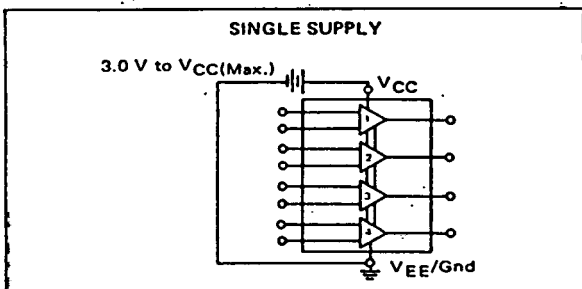 SINGLE SUPPLY
3.0 V to VCC(Max.)
VCC
1
2
3
4
VEE/Gnd